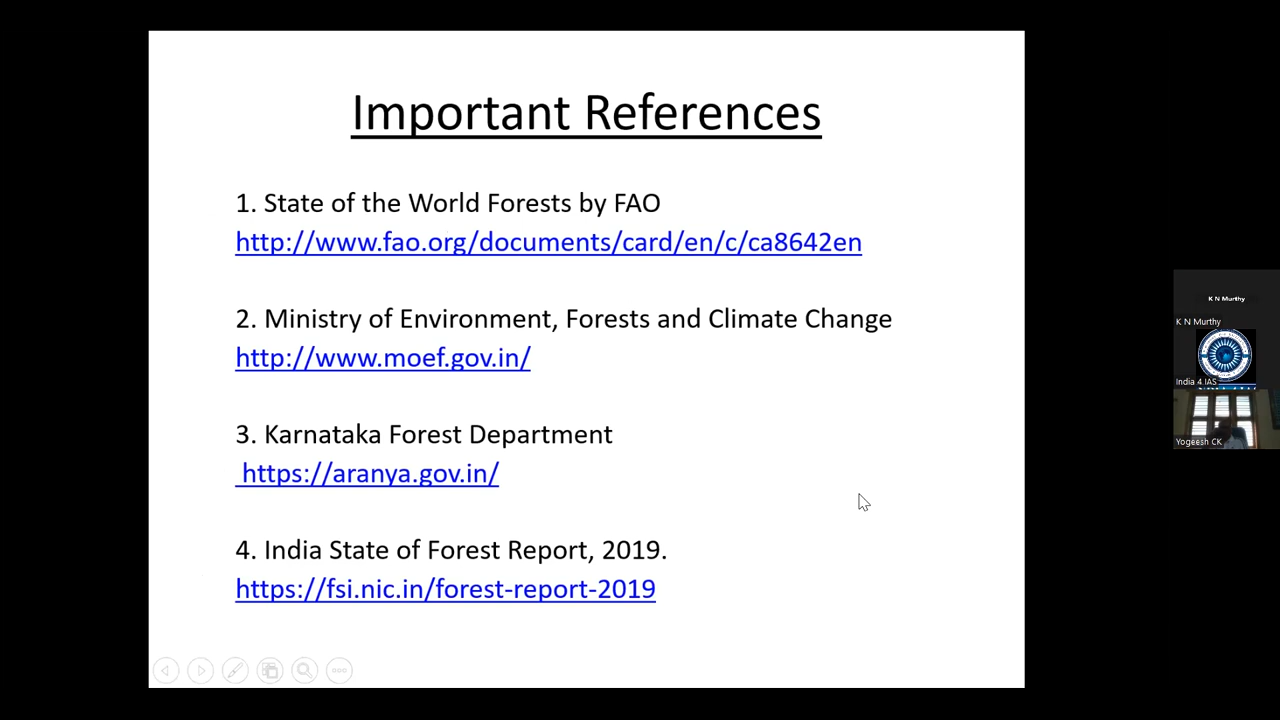 Important References
1. State of the World Forests by FAO
http://www.fao.org/documents/card/en/c/ca8642en
2. Ministry of Environment, Forests and Climate Change
http://www.moef.gov.in/
3. Karnataka Forest Department
https://aranya.gov.in/
4. India State of Forest Report, 2019.
https://fsi.nic.in/forest-report-2019
K N Murthy
K N Murthy
India 4 IAS
Yogeesh CK